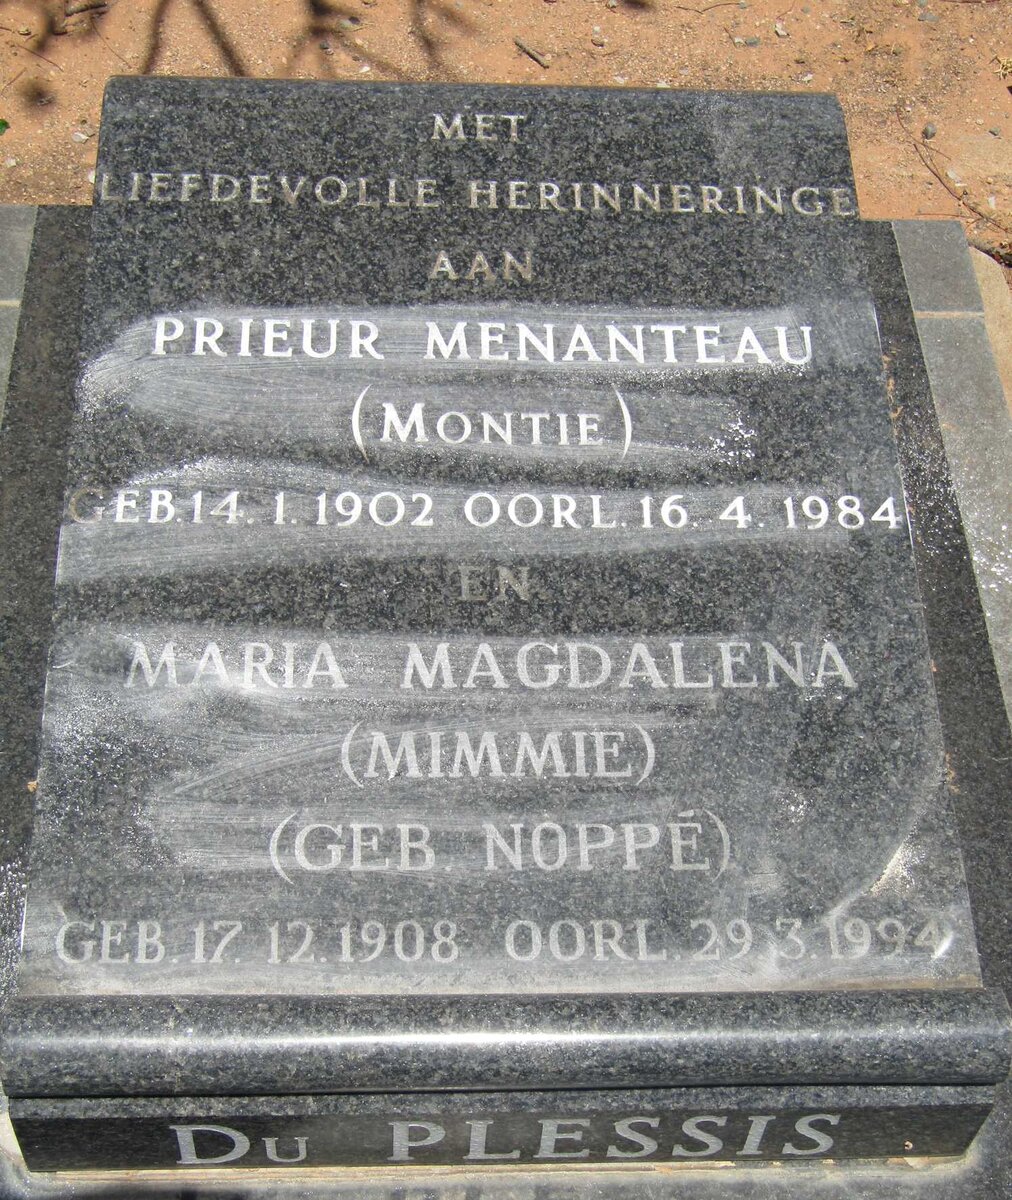 MET
LIEFDEVOLLE HERINNERINGE
AAN
PRIEUR MENANTEAU
(MONTIE)
GEB. 14. 1. 1902 OORL. 16. 4. 1984
EN
MARIA MAGDALENA
(MIMMIE)
(GEB. NOPPÉ)
GEB. 17. 12. 1908 OORL. 29. 3. 1994
DU PLESSIS